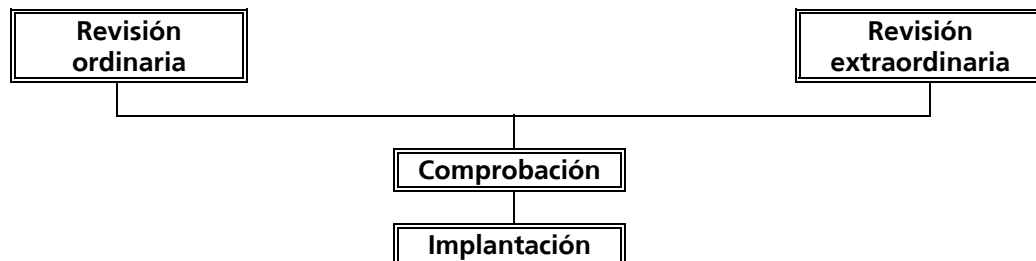 Revisión
ordinaria
Revisión
extraordinaria
Comprobación
Implantación